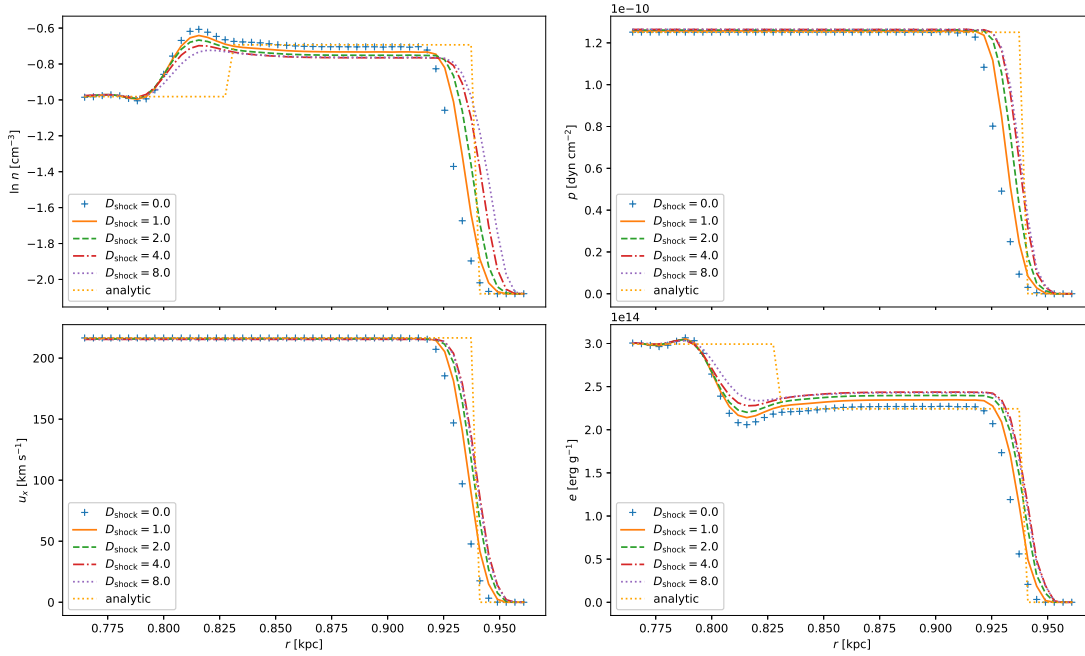 1e−10
−0.6
−0.8
−1.0
−1.2
−1.4
−1.6
−1.8
−2.0
ln n [cm⁻³]
D_shock = 0.0
D_shock = 1.0
D_shock = 2.0
D_shock = 4.0
D_shock = 8.0
analytic
1.2
1.0
0.8
0.6
0.4
0.2
0.0
p [dyn cm⁻²]
D_shock = 0.0
D_shock = 1.0
D_shock = 2.0
D_shock = 4.0
D_shock = 8.0
analytic
200
150
100
50
0
u_x [km s⁻¹]
D_shock = 0.0
D_shock = 1.0
D_shock = 2.0
D_shock = 4.0
D_shock = 8.0
analytic
0.775 0.800 0.825 0.850 0.875 0.900 0.925 0.950
r [kpc]
1e14
3.0
2.5
2.0
1.5
1.0
0.5
0.0
e [erg g⁻¹]
D_shock = 0.0
D_shock = 1.0
D_shock = 2.0
D_shock = 4.0
D_shock = 8.0
analytic
0.775 0.800 0.825 0.850 0.875 0.900 0.925 0.950
r [kpc]